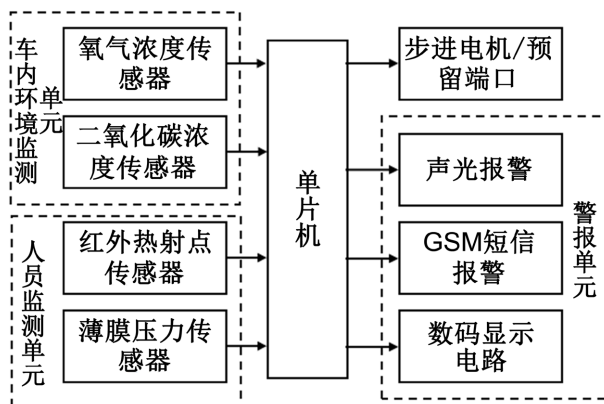 车内环境监测
单元
氧气浓度传
感器
二氧化碳浓
度传感器
人员监测单元
红外热射点
传感器
薄膜压力传
感器
单片机
步进电机/预
留端口
声光报警
GSM短信
报警
数码显示
电路
警报单元